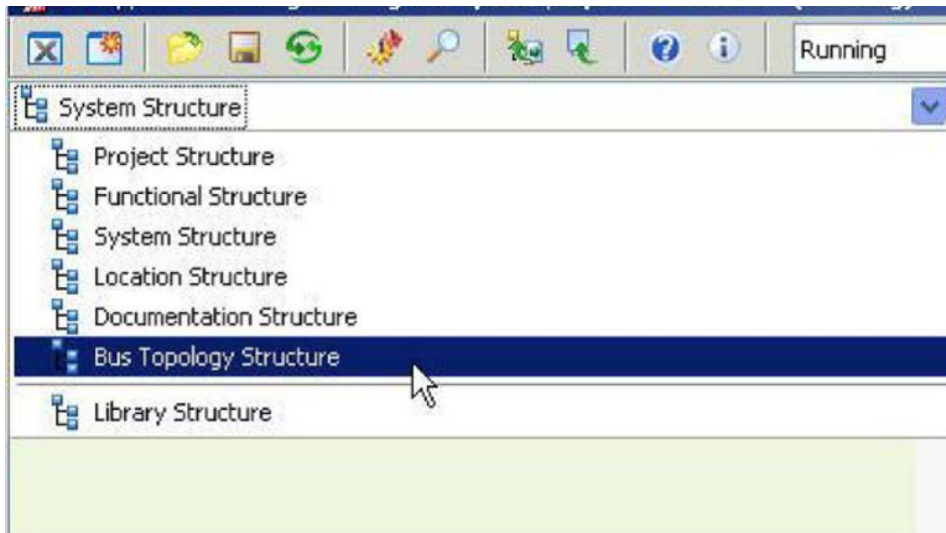 Running
System Structure
Project Structure
Functional Structure
System Structure
Location Structure
Documentation Structure
Bus Topology Structure
Library Structure